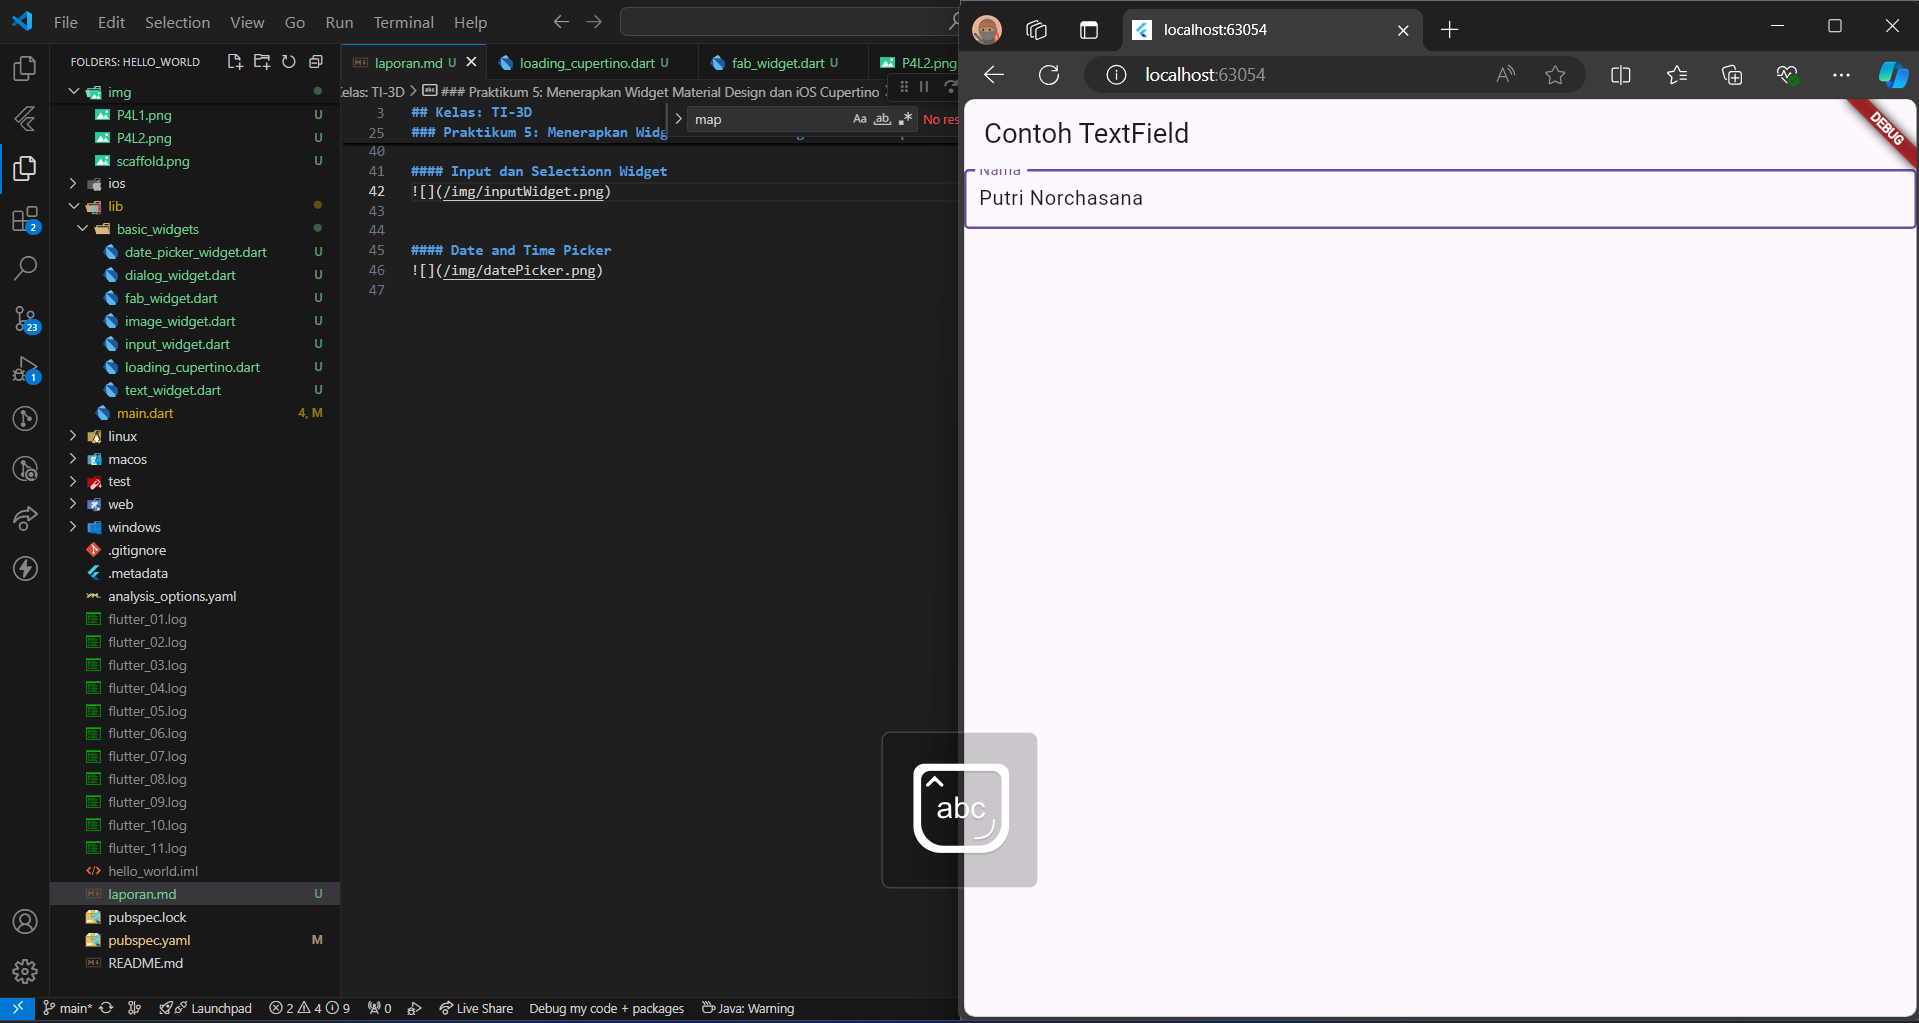 File Edit Selection View Go Run Terminal Help
FOLDERS: HELLO_WORLD
img
P4L1.png U
P4L2.png U
scaffold.png U
ios
lib
basic_widgets
date_picker_widget.dart U
dialog_widget.dart U
fab_widget.dart U
image_widget.dart U
input_widget.dart U
loading_cupertino.dart U
text_widget.dart U
main.dart 4, M
linux
macos
test
web
windows
.gitignore
.metadata
analysis_options.yaml
flutter_01.log
flutter_02.log
flutter_03.log
flutter_04.log
flutter_05.log
flutter_06.log
flutter_07.log
flutter_08.log
flutter_09.log
flutter_10.log
flutter_11.log
hello_world.iml
laporan.md U
pubspec.lock
pubspec.yaml M
README.md
2
23
1
laporan.md U loading_cupertino.dart U fab_widget.dart U P4L2.png
Kelas: TI-3D > ### Praktikum 5: Menerapkan Widget Material Design dan iOS Cupertino
map Aa ab No res
3 ## Kelas: TI-3D
25 ### Praktikum 5: Menerapkan Widg
40
41 #### Input dan Selectionn Widget
42 ![](/img/inputWidget.png)
43
44
45 #### Date and Time Picker
46 ![](/img/datePicker.png)
47
main* Launchpad 2 4 9 0 Live Share Debug my code + packages Java: Warning
localhost:63054
localhost:63054
DEBUG
Contoh TextField
Nama
Putri Norchasana
abc